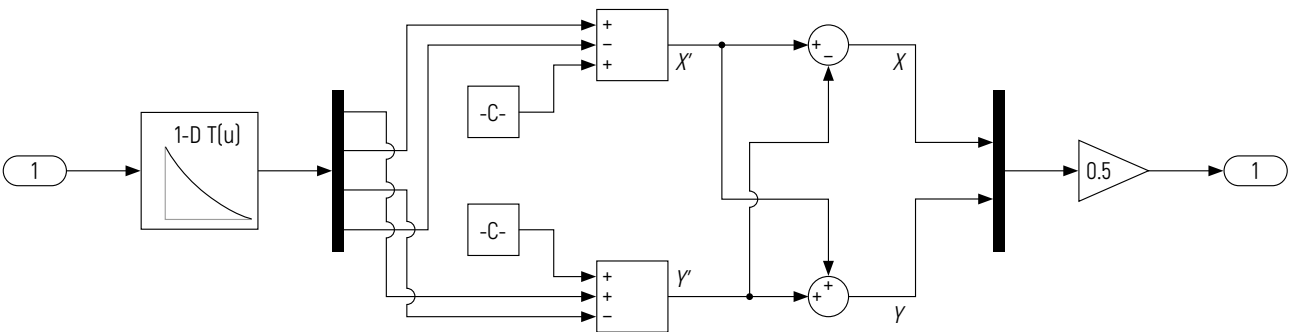 1
1-D T(u)
+
−
+
X′
-C-
-C-
+
+
−
Y′
+
−
X
+
+
Y
0.5
1